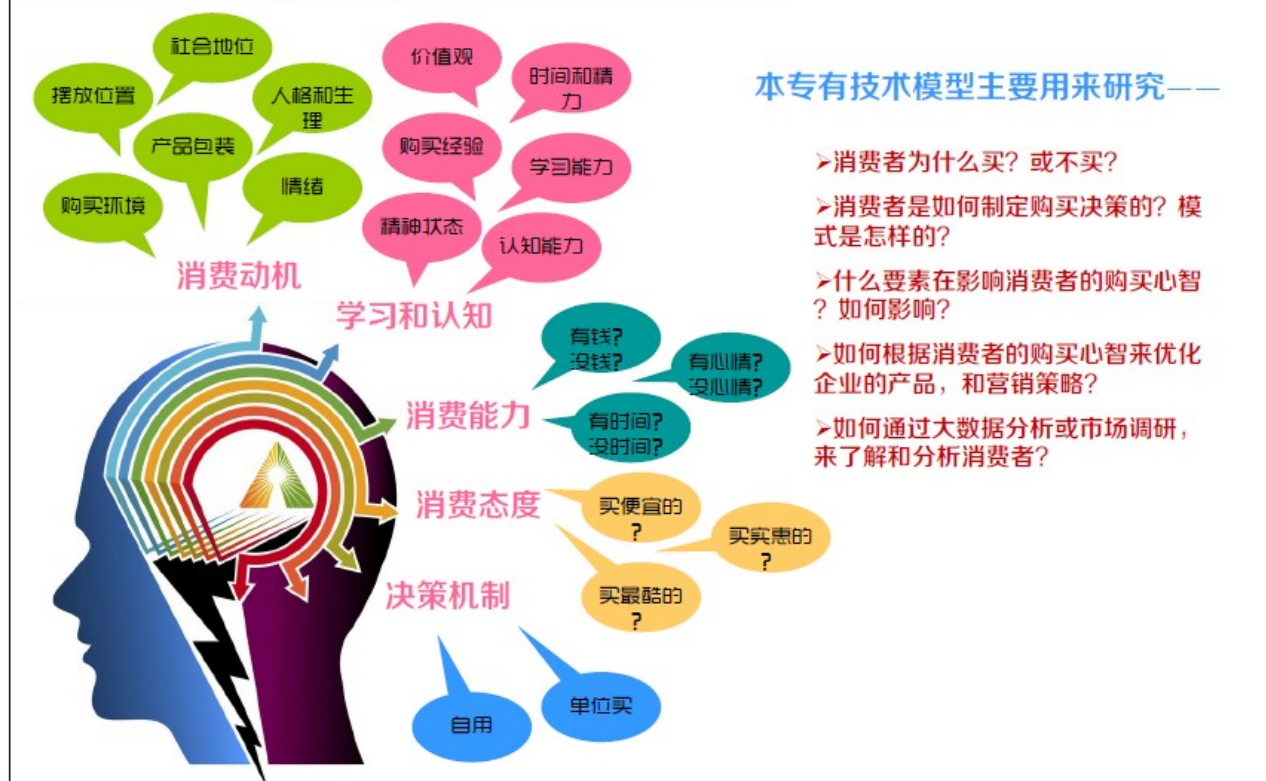 社会地位
摆放位置
人格和生
理
产品包装
情绪
购买环境
消费动机
价值观
时间和精
力
购买经验
学习能力
精神状态
认知能力
学习和认知
有钱?
没钱?
有心情?
没心情?
有时间?
没时间?
消费能力
消费态度
买便宜的
?
买实惠的
?
买最酷的
?
决策机制
自用
单位买
本专有技术模型主要用来研究——
➢消费者为什么买？或不买？
➢消费者是如何制定购买决策的？模
式是怎样的？
➢什么要素在影响消费者的购买心智
？如何影响？
➢如何根据消费者的购买心智来优化
企业的产品，和营销策略？
➢如何通过大数据分析或市场调研，
来了解和分析消费者？